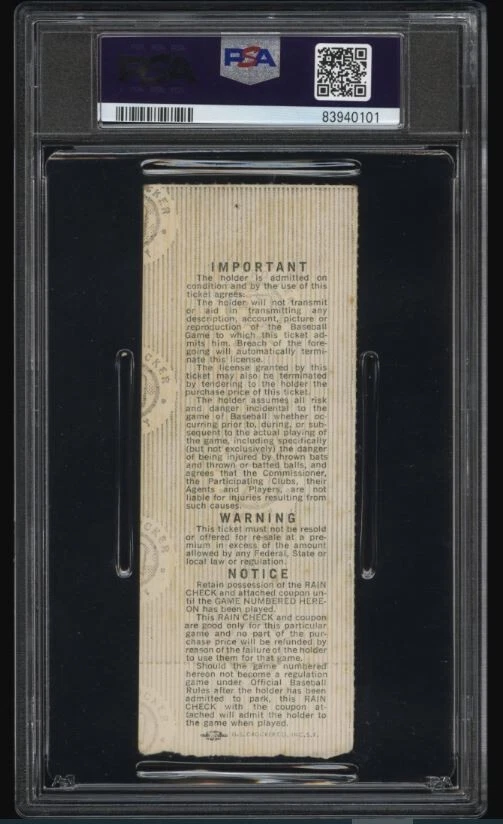 PSA
83940101
CKER
IMPORTANT
The holder is admitted on
condition and by the use of this
ticket agrees:
The holder will not transmit
or aid in transmitting any
description, account, picture or
reproduction of the Baseball
Game to which this ticket ad-
mits him. Breach of the fore-
going will automatically termi-
nate this license.
The license granted by this
ticket may also be terminated
by tendering to the holder the
purchase price of this ticket.
The holder assumes all risk
and danger incidental to the
game of Baseball whether oc-
curring prior to, during, or sub-
sequent to the actual playing of
the game, including specifically
(but not exclusively) the danger
of being injured by thrown bats
and thrown or batted balls, and
agrees that the Commissioner,
the Participating Clubs, their
Agents and Players, are not
liable for injuries resulting from
such causes.
WARNING
This ticket must not be resold
or offered for re-sale at a pre-
mium in excess of the amount
allowed by any Federal, State or
local law or regulation.
NOTICE
Retain possession of the RAIN
CHECK and attached coupon un-
til the GAME NUMBERED HERE-
ON has been played.
This RAIN CHECK and coupon
are good only for this particular
game and no part of the pur-
chase price will be refunded by
reason of the failure of the holder
to use them for that game.
Should the game numbered
hereon not become a regulation
game under Official Baseball
Rules after the holder has been
admitted to park, this RAIN
CHECK with the coupon at-
tached will admit the holder to
the game when played.
CROCKER CO., INC. S.F.